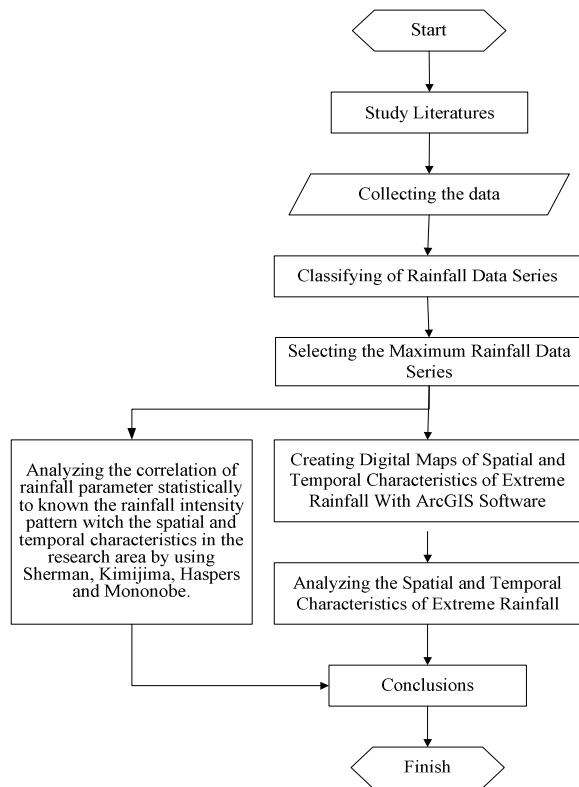 Start
Study Literatures
Collecting the data
Classifying of Rainfall Data Series
Selecting the Maximum Rainfall Data
Series
Analyzing the correlation of
rainfall parameter statistically
to known the rainfall intensity
pattern witch the spatial and
temporal characteristics in the
research area by using
Sherman, Kimijima, Haspers
and Mononobe.
Creating Digital Maps of Spatial and
Temporal Characteristics of Extreme
Rainfall With ArcGIS Software
Analyzing the Spatial and Temporal
Characteristics of Extreme Rainfall
Conclusions
Finish